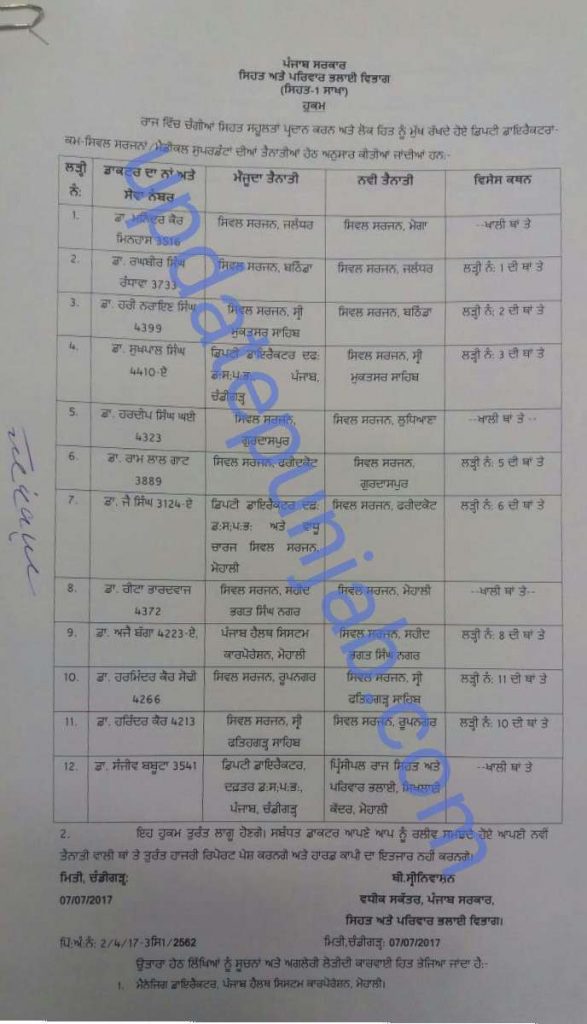 ਪੰਜਾਬ ਸਰਕਾਰ
ਸਿਹਤ ਅਤੇ ਪਰਿਵਾਰ ਭਲਾਈ ਵਿਭਾਗ
(ਸਿਹਤ-1 ਸਾਖਾ)
ਹੁਕਮ
ਰਾਜ ਵਿੱਚ ਚੰਗੀਆਂ ਸਿਹਤ ਸਹੂਲਤਾਂ ਪ੍ਰਦਾਨ ਕਰਨ ਅਤੇ ਲੋਕ ਹਿਤ ਨੂੰ ਮੁੱਖ ਰੱਖਦੇ ਹੋਏ ਡਿਪਟੀ ਡਾਇਰੈਕਟਰਾਂ-
ਕਮ-ਸਿਵਲ ਸਰਜਨਾਂ /ਮੈਡੀਕਲ ਸੁਪਰਡੰਟਾਂ ਦੀਆਂ ਤੈਨਾਤੀਆਂ ਹੇਠ ਅਨੁਸਾਰ ਕੀਤੀਆਂ ਜਾਂਦੀਆਂ ਹਨ:-
ਲੜੀ ਨੰ: ਡਾਕਟਰ ਦਾ ਨਾਂ ਅਤੇ ਸੇਵਾ ਨੰਬਰ ਮੌਜੂਦਾ ਤੈਨਾਤੀ ਨਵੀ ਤੈਨਾਤੀ ਵਿਸੇਸ ਕਥਨ
1. ਡਾ. ਮਨਿੰਦਰ ਕੌਰ ਮਿਨਹਾਸ 3516 ਸਿਵਲ ਸਰਜਨ, ਜਲੰਧਰ ਸਿਵਲ ਸਰਜਨ, ਮੋਗਾ --ਖਾਲੀ ਥਾਂ ਤੇ
2. ਡਾ. ਰਘਬੀਰ ਸਿੰਘ ਰੰਧਾਵਾ 3733 ਸਿਵਲ ਸਰਜਨ, ਬਠਿੰਡਾ ਸਿਵਲ ਸਰਜਨ, ਜਲੰਧਰ ਲੜੀ ਨੰ: 1 ਦੀ ਥਾਂ ਤੇ
3. ਡਾ. ਹਰੀ ਨਰਾਇਣ ਸਿੰਘ 4399 ਸਿਵਲ ਸਰਜਨ, ਸ੍ਰੀ ਮੁਕਤਸਰ ਸਾਹਿਬ ਸਿਵਲ ਸਰਜਨ, ਬਠਿੰਡਾ ਲੜੀ ਨੰ: 2 ਦੀ ਥਾਂ ਤੇ
4. ਡਾ. ਸੁਖਪਾਲ ਸਿੰਘ 4410-ਏ ਡਿਪਟੀ ਡਾਇਰੈਕਟਰ ਦਫ: ਡ:ਸ:ਪ:ਭ: ਪੰਜਾਬ, ਚੰਡੀਗੜ੍ਹ ਸਿਵਲ ਸਰਜਨ, ਸ੍ਰੀ ਮੁਕਤਸਰ ਸਾਹਿਬ ਲੜੀ ਨੰ: 3 ਦੀ ਥਾਂ ਤੇ
5. ਡਾ. ਹਰਦੀਪ ਸਿੰਘ ਘਈ 4323 ਸਿਵਲ ਸਰਜਨ, ਗੁਰਦਾਸਪੁਰ ਸਿਵਲ ਸਰਜਨ, ਲੁਧਿਆਣਾ --ਖਾਲੀ ਥਾਂ ਤੇ--
6. ਡਾ. ਰਾਮ ਲਾਲ ਗਾਟ 3889 ਸਿਵਲ ਸਰਜਨ, ਫਰੀਦਕੋਟ ਸਿਵਲ ਸਰਜਨ, ਗੁਰਦਾਸਪੁਰ ਲੜੀ ਨੰ: 5 ਦੀ ਥਾਂ ਤੇ
7. ਡਾ. ਜੈ ਸਿੰਘ 3124-ਏ ਡਿਪਟੀ ਡਾਇਰੈਕਟਰ ਦਫ਼: ਡ:ਸ:ਪ:ਭ: ਅਤੇ ਵਾਧੂ ਚਾਰਜ ਸਿਵਲ ਸਰਜਨ, ਮੋਹਾਲੀ ਸਿਵਲ ਸਰਜਨ, ਫਰੀਦਕੋਟ ਲੜੀ ਨੰ: 6 ਦੀ ਥਾਂ ਤੇ
8. ਡਾ. ਰੀਟਾ ਭਾਰਦਵਾਜ 4372 ਸਿਵਲ ਸਰਜਨ, ਸਹੀਦ ਭਗਤ ਸਿੰਘ ਨਗਰ ਸਿਵਲ ਸਰਜਨ, ਮੋਹਾਲੀ --ਖਾਲੀ ਥਾਂ ਤੇ--
9. ਡਾ. ਅਜੈ ਬੱਗਾ 4223-ਏ, ਪੰਜਾਬ ਹੈਲਥ ਸਿਸਟਮ ਕਾਰਪੋਰੇਸ਼ਨ, ਮੋਹਾਲੀ ਸਿਵਲ ਸਰਜਨ, ਸਹੀਦ ਭਗਤ ਸਿੰਘ ਨਗਰ ਲੜੀ ਨੰ: 8 ਦੀ ਥਾਂ ਤੇ
10. ਡਾ. ਹਰਮਿੰਦਰ ਕੌਰ ਸੋਢੀ 4266 ਸਿਵਲ ਸਰਜਨ, ਰੂਪਨਗਰ ਸਿਵਲ ਸਰਜਨ, ਸ੍ਰੀ ਫਤਿਹਗੜ੍ਹ ਸਾਹਿਬ ਲੜੀ ਨੰ: 11 ਦੀ ਥਾਂ ਤੇ
11. ਡਾ. ਹਰਿੰਦਰ ਕੌਰ 4213 ਸਿਵਲ ਸਰਜਨ, ਸ੍ਰੀ ਫਤਿਹਗੜ੍ਹ ਸਾਹਿਬ ਸਿਵਲ ਸਰਜਨ, ਰੂਪਨਗਰ ਲੜੀ ਨੰ: 10 ਦੀ ਥਾਂ ਤੇ
12. ਡਾ. ਸੰਜੀਵ ਬਬੂਟਾ 3541 ਡਿਪਟੀ ਡਾਇਰੈਕਟਰ, ਦਫ਼ਤਰ ਡ:ਸ:ਪ:ਭ:, ਪੰਜਾਬ, ਚੰਡੀਗੜ੍ਹ ਪ੍ਰਿੰਸੀਪਲ ਰਾਜ ਸਿਹਤ ਅਤੇ ਪਰਿਵਾਰ ਭਲਾਈ, ਸਿਖਲਾਈ ਕੇਂਦਰ, ਮੋਹਾਲੀ --ਖਾਲੀ ਥਾਂ ਤੇ
2. ਇਹ ਹੁਕਮ ਤੁਰੰਤ ਲਾਗੂ ਹੋਣਗੇ। ਸਬੰਧਤ ਡਾਕਟਰ ਆਪਣੇ ਆਪ ਨੂੰ ਰਲੀਵ ਸਮਝਦੇ ਹੋਏ ਆਪਣੀ ਨਵੀਂ
ਤੈਨਾਤੀ ਵਾਲੀ ਥਾਂ ਤੇ ਤੁਰੰਤ ਹਾਜਰੀ ਰਿਪੋਰਟ ਪੇਸ਼ ਕਰਨਗੇ ਅਤੇ ਹਾਰਡ ਕਾਪੀ ਦਾ ਇੰਤਜਾਰ ਨਹੀਂ ਕਰਨਗੇ।
ਮਿਤੀ, ਚੰਡੀਗੜ੍ਹ: ਬੀ.ਸ੍ਰੀਨਿਵਾਸ਼ਨ
07/07/2017 ਵਧੀਕ ਸਕੱਤਰ, ਪੰਜਾਬ ਸਰਕਾਰ,
ਸਿਹਤ ਅਤੇ ਪਰਿਵਾਰ ਭਲਾਈ ਵਿਭਾਗ।
ਪਿ:ਅੰ:ਨੰ: 2/4/17-3ਸਿ1/2562 ਮਿਤੀ,ਚੰਡੀਗੜ੍ਹ: 07/07/2017
ਉਤਾਰਾ ਹੇਠ ਲਿਖਿਆਂ ਨੂੰ ਸੂਚਨਾਂ ਅਤੇ ਅਗਲੇਰੀ ਲੋੜੀਂਦੀ ਕਾਰਵਾਈ ਹਿਤ ਭੇਜਿਆ ਜਾਂਦਾ ਹੈ:-
1. ਮੈਨੇਜਿੰਗ ਡਾਇਰੈਕਟਰ, ਪੰਜਾਬ ਹੈਲਥ ਸਿਸਟਮ ਕਾਰਪੋਰੇਸ਼ਨ, ਮੋਹਾਲੀ।
updatepunjab.com